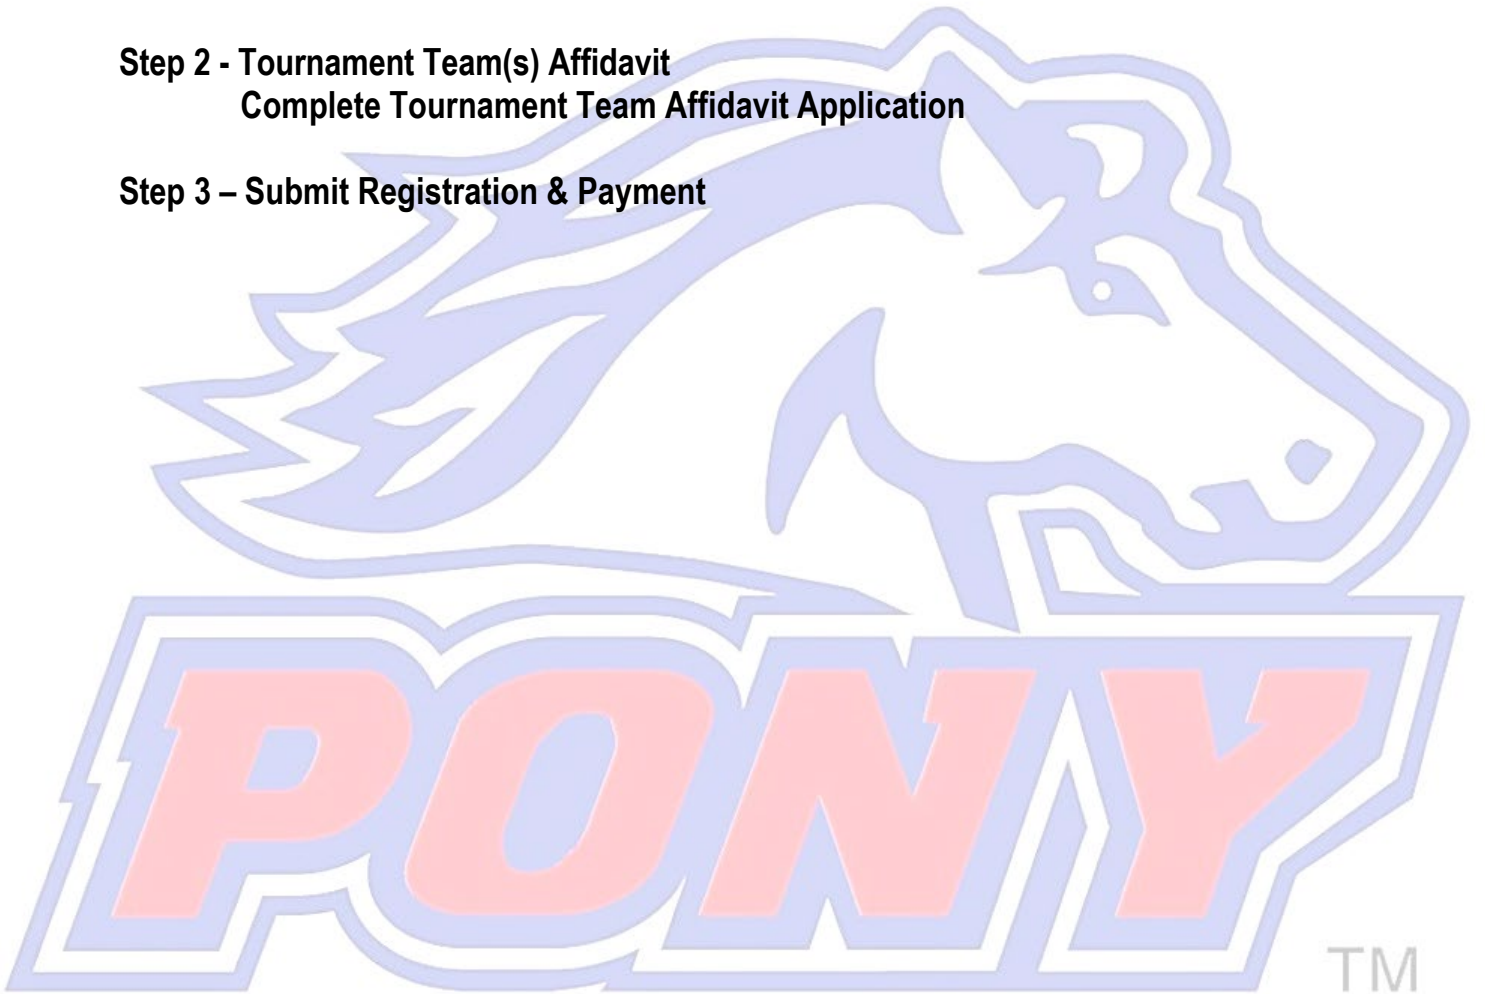 Step 2 - Tournament Team(s) Affidavit
Complete Tournament Team Affidavit Application
Step 3 – Submit Registration & Payment
PONY
TM